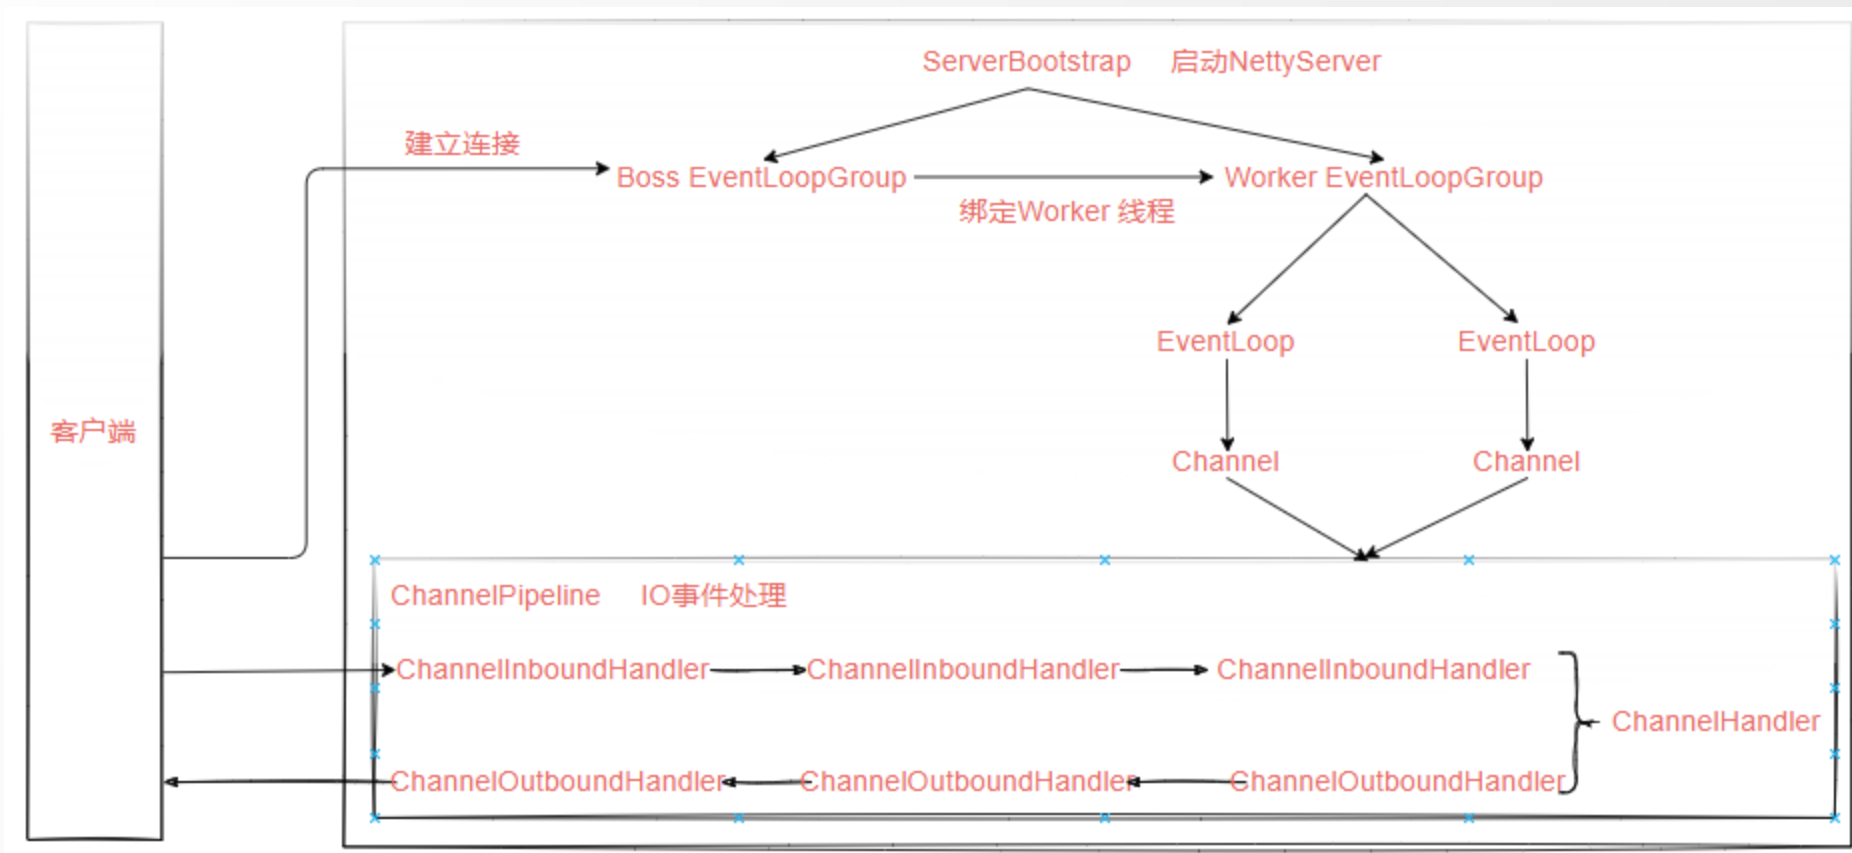 ServerBootstrap 启动NettyServer
建立连接
Boss EventLoopGroup
Worker EventLoopGroup
绑定Worker 线程
EventLoop
EventLoop
客户端
Channel
Channel
ChannelPipeline IO事件处理
ChannelInboundHandler
ChannelInboundHandler
ChannelInboundHandler
ChannelHandler
ChannelOutboundHandler
ChannelOutboundHandler
ChannelOutboundHandler